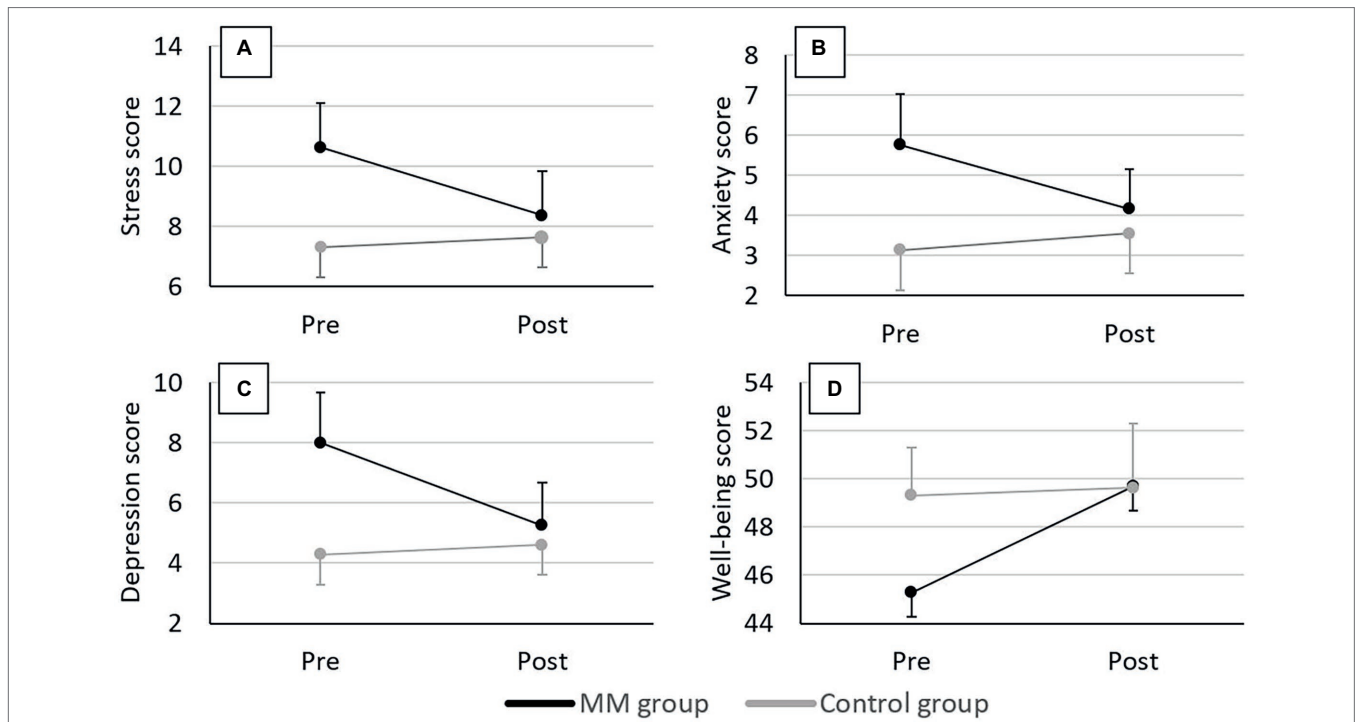 A
Stress score
14
12
10
8
6
Pre Post
B
Anxiety score
8
7
6
5
4
3
2
Pre Post
C
Depression score
10
8
6
4
2
Pre Post
D
Well-being score
54
52
50
48
46
44
Pre Post
MM group Control group